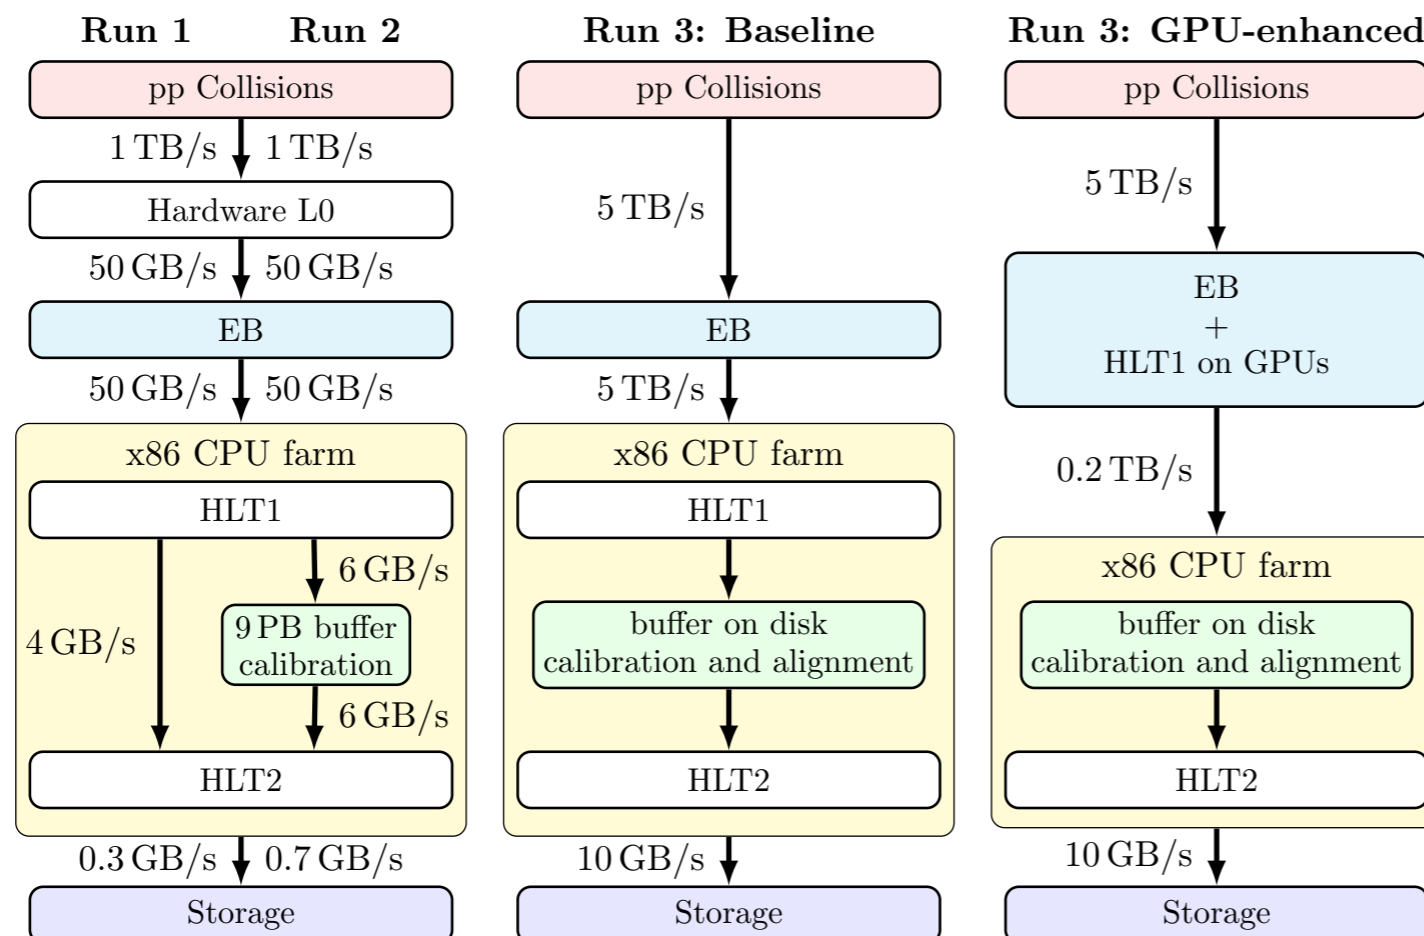 Run 1 Run 2
pp Collisions
1 TB/s 1 TB/s
Hardware L0
50 GB/s 50 GB/s
EB
50 GB/s 50 GB/s
x86 CPU farm
HLT1
6 GB/s
4 GB/s
9 PB buffer
calibration
6 GB/s
HLT2
0.3 GB/s 0.7 GB/s
Storage
Run 3: Baseline
pp Collisions
5 TB/s
EB
5 TB/s
x86 CPU farm
HLT1
buffer on disk
calibration and alignment
HLT2
10 GB/s
Storage
Run 3: GPU-enhanced
pp Collisions
5 TB/s
EB
+
HLT1 on GPUs
0.2 TB/s
x86 CPU farm
buffer on disk
calibration and alignment
HLT2
10 GB/s
Storage